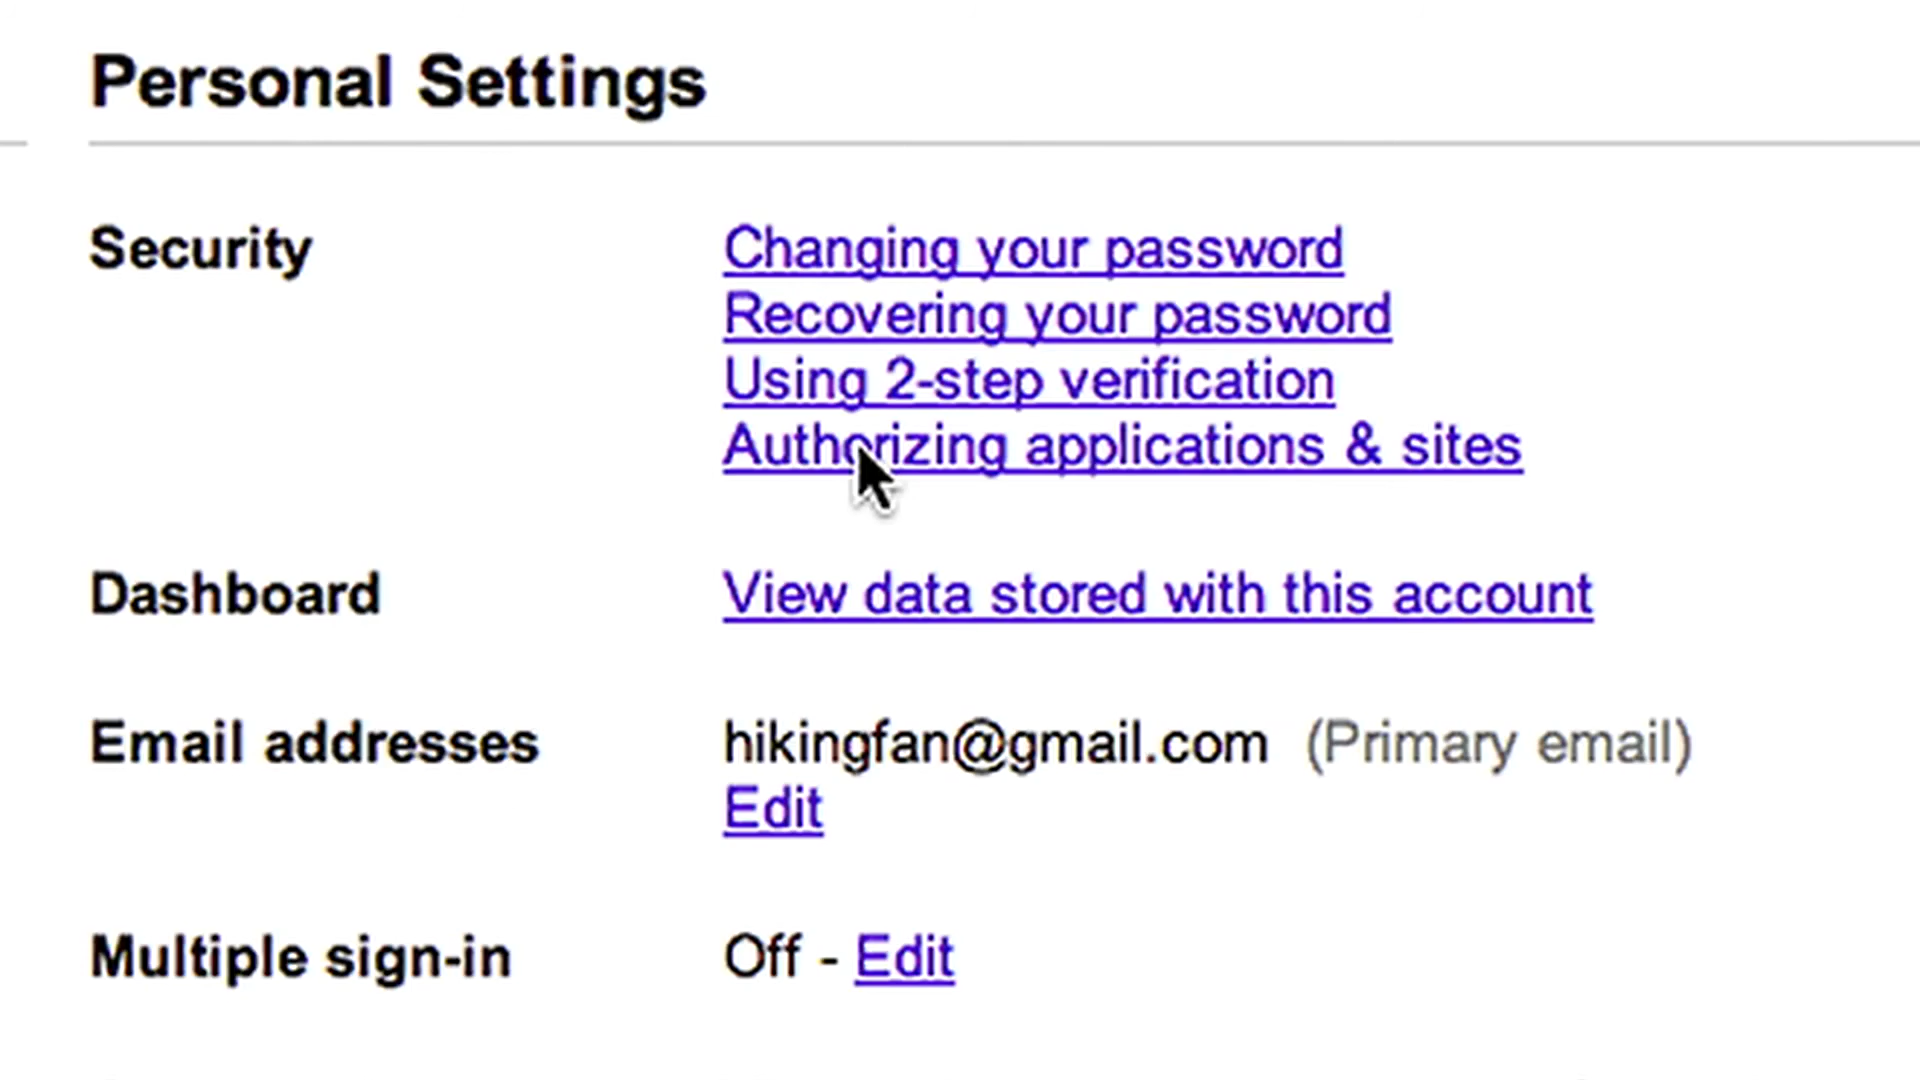 Personal Settings
Security
Changing your password
Recovering your password
Using 2-step verification
Authorizing applications & sites
Dashboard
View data stored with this account
Email addresses
hikingfan@gmail.com (Primary email)
Edit
Multiple sign-in
Off - Edit